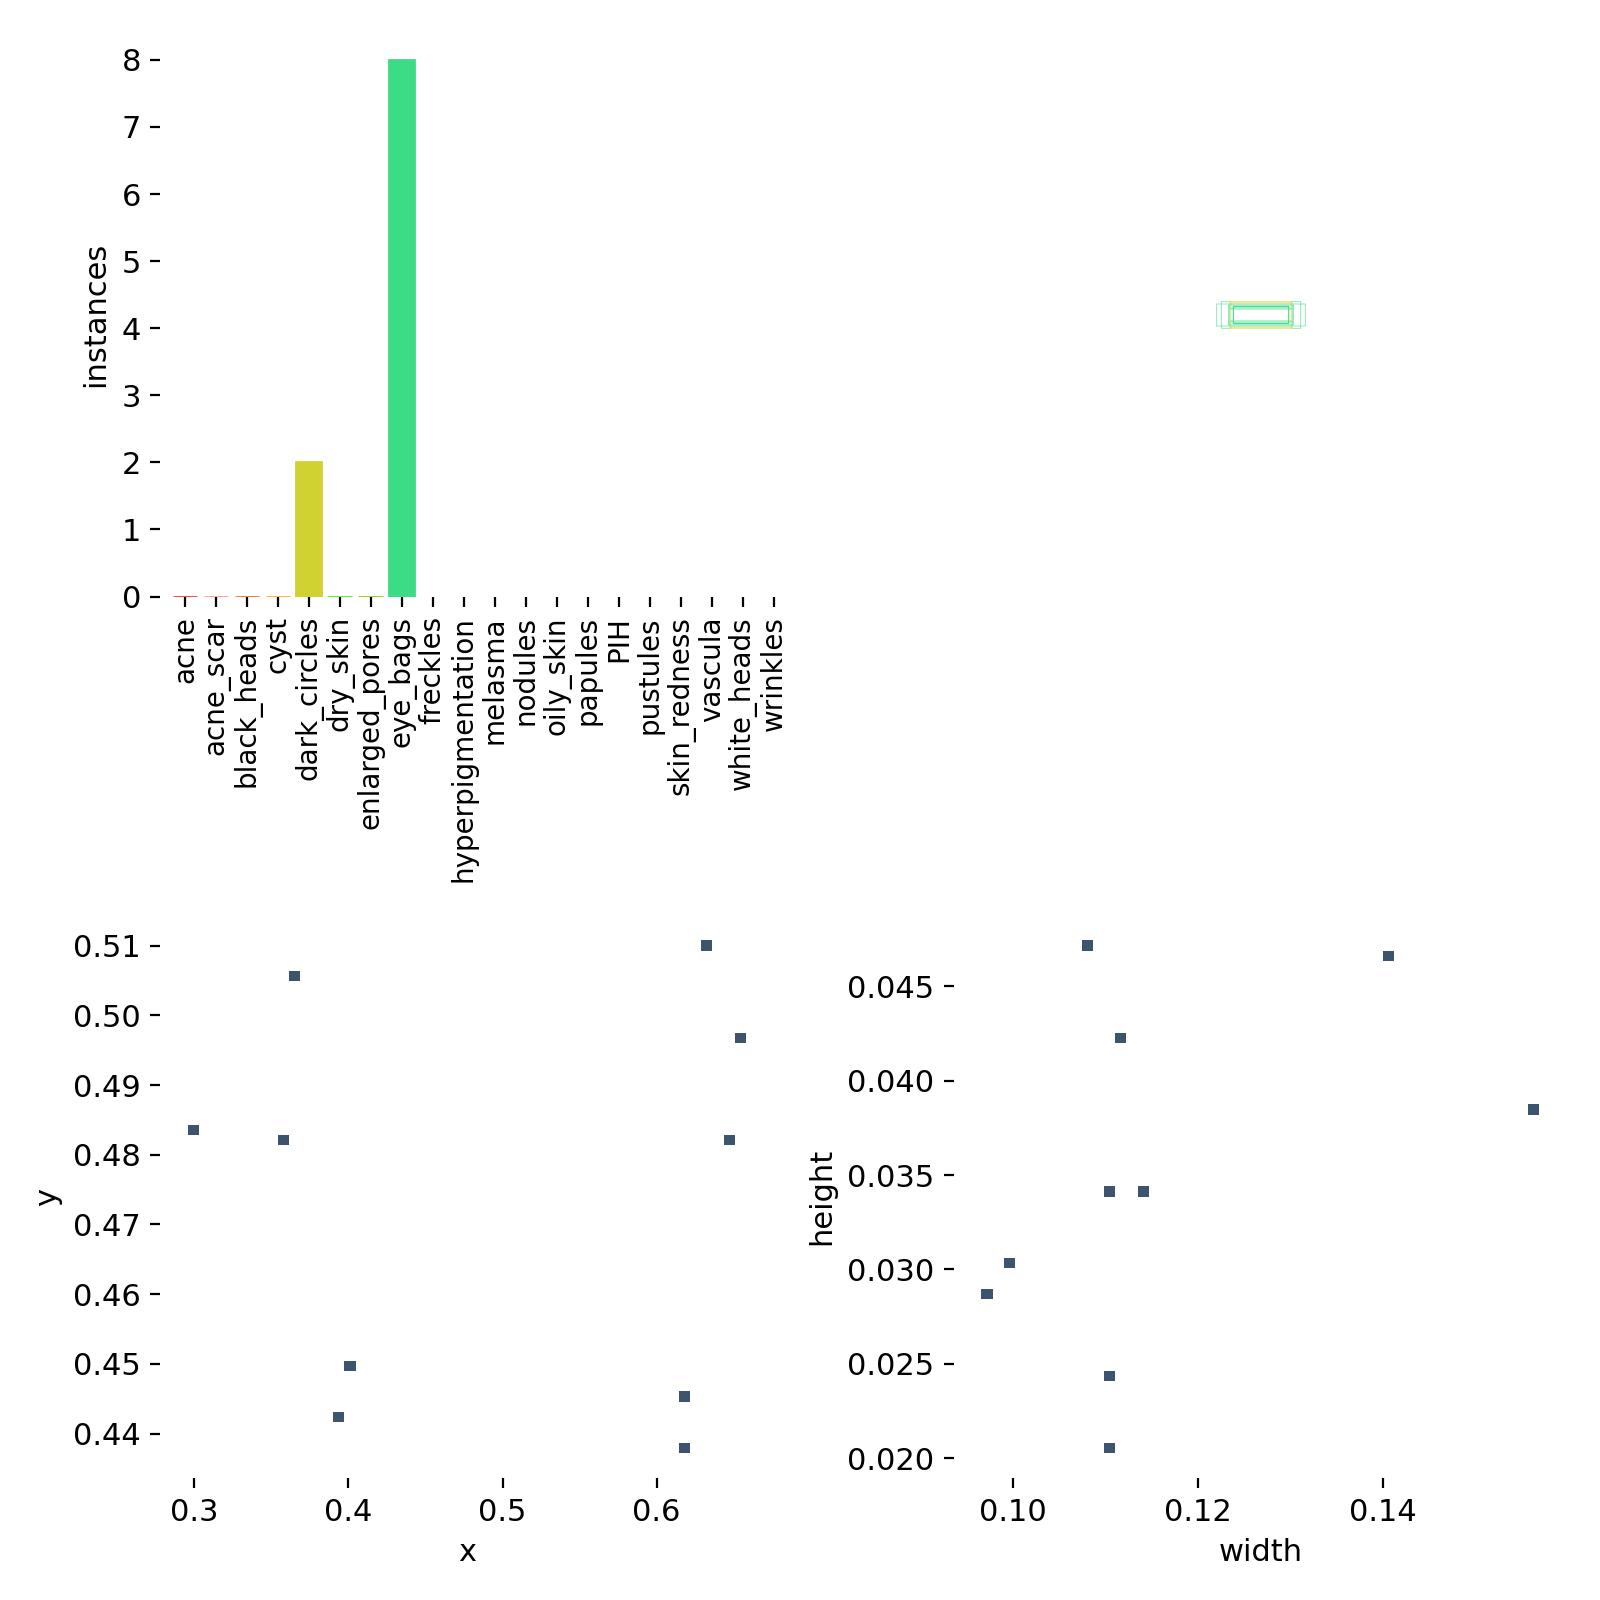 8
7
6
5
4
3
2
1
0
instances
acne
acne_scar
black_heads
cyst
dark_circles
dry_skin
enlarged_pores
eye_bags
freckles
hyperpigmentation
melasma
nodules
oily_skin
papules
PIH
pustules
skin_redness
vascula
white_heads
wrinkles
0.51
0.50
0.49
0.48
0.47
0.46
0.45
0.44
y
0.3 0.4 0.5 0.6
x
0.045
0.040
0.035
0.030
0.025
0.020
height
0.10 0.12 0.14
width